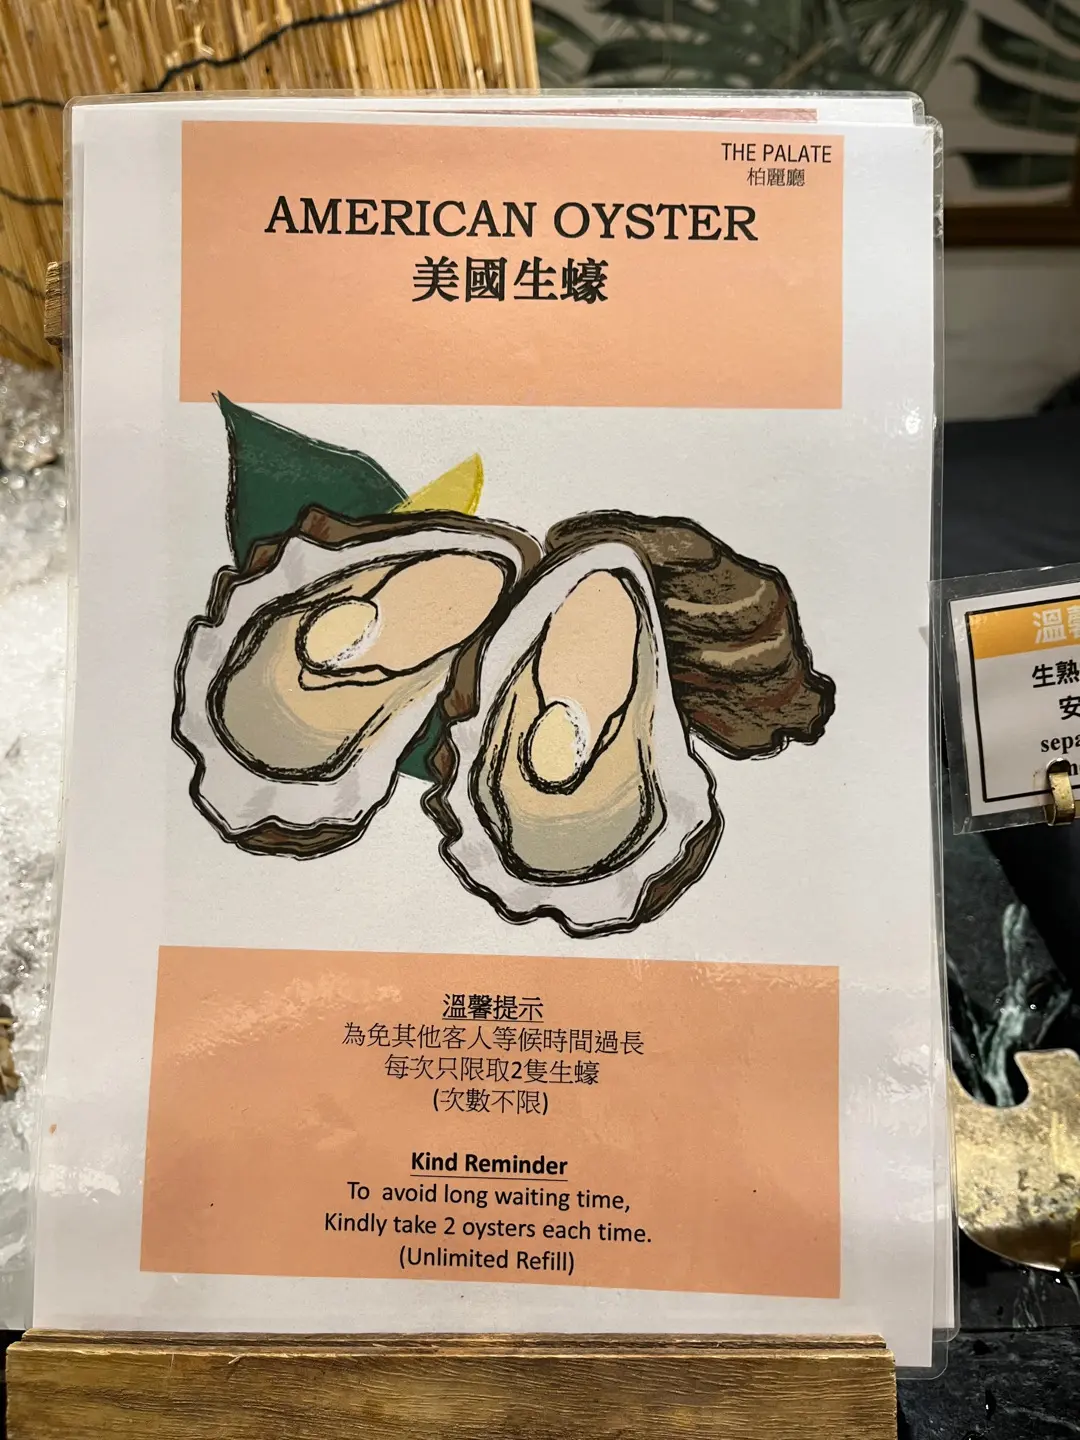 THE PALATE
柏麗廳
AMERICAN OYSTER
美國生蠔
溫馨提示
為免其他客人等候時間過長
每次只限取2隻生蠔
(次數不限)
Kind Reminder
To avoid long waiting time,
Kindly take 2 oysters each time.
(Unlimited Refill)
溫
生熟
安
sepa